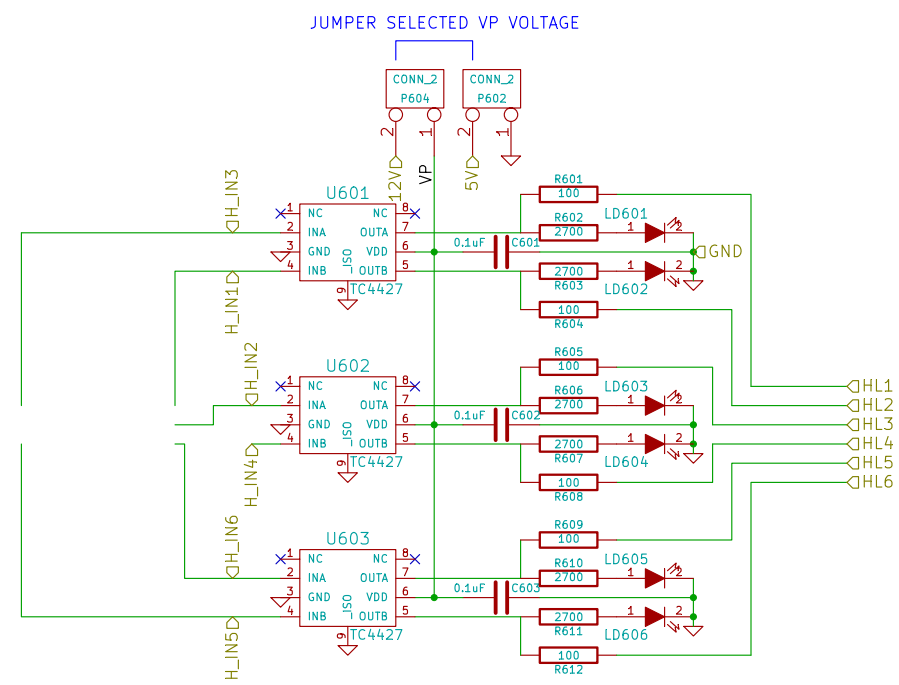 JUMPER SELECTED VP VOLTAGE
CONN_2
P604
CONN_2
P602
2
1
2
1
12V
VP
5V
H_IN3
U601
1 NC NC 8
2 INA OUTA 7
3 GND VDD 6
4 INB OUTB 5
_ISO
9
TC4427
H_IN1
0.1uF C601
R601
100
R602
2700
1 LD601 2
GND
2700
R603
1 LD602 2
100
R604
H_IN2
U602
1 NC NC 8
2 INA OUTA 7
3 GND VDD 6
4 INB OUTB 5
_ISO
9
TC4427
H_IN4
0.1uF C602
R605
100
R606
2700
1 LD603 2
2700
R607
1 LD604 2
100
R608
HL1
HL2
HL3
HL4
HL5
HL6
H_IN6
U603
1 NC NC 8
2 INA OUTA 7
3 GND VDD 6
4 INB OUTB 5
_ISO
9
TC4427
H_IN5
0.1uF C603
R609
100
R610
2700
1 LD605 2
2700
R611
1 LD606 2
100
R612